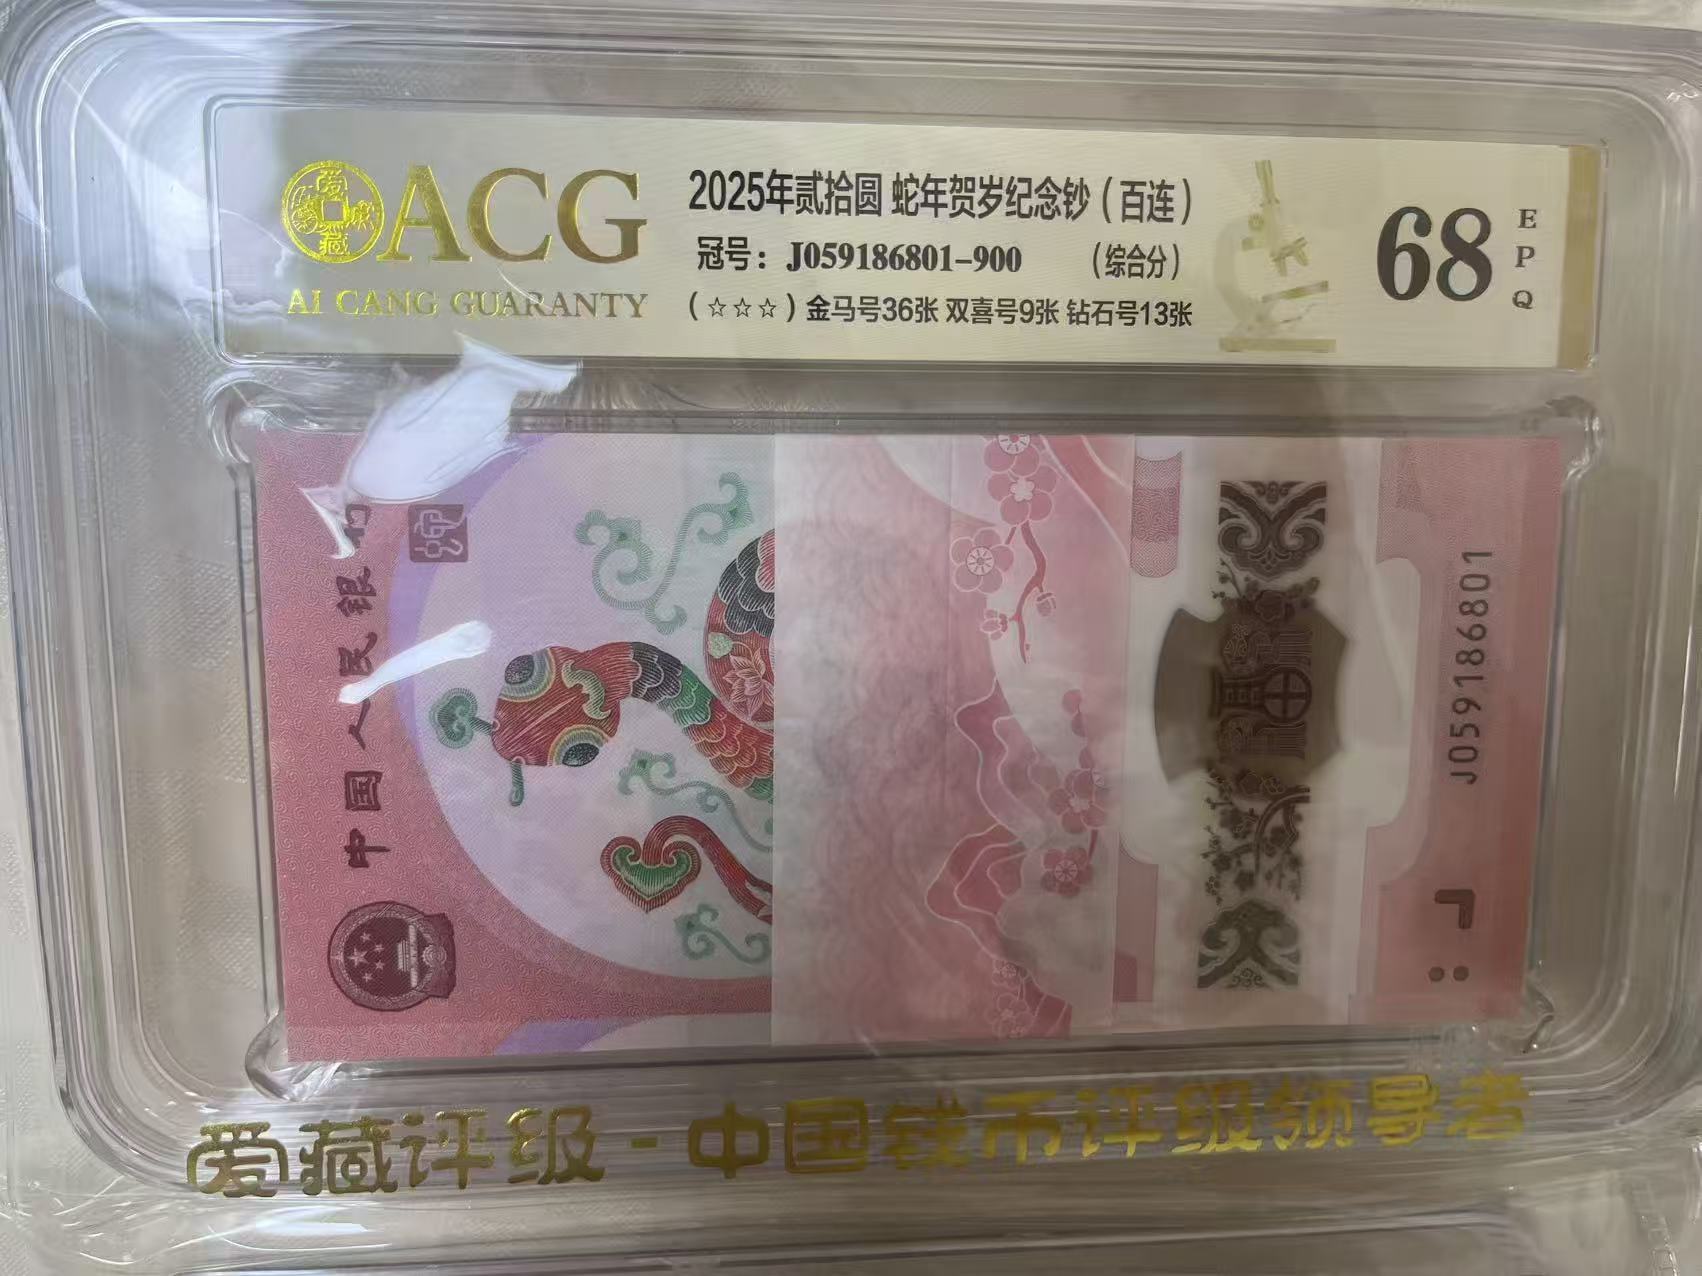 ACG
AI CANG GUARANTY
2025年贰拾圆 蛇年贺岁纪念钞（百连）
冠号：J059186801-900 （综合分）
（☆☆☆）金马号36张 双喜号9张 钻石号13张
68
EPQ
中国人民银
J059186801
爱藏评级-中国钱币评级领导者